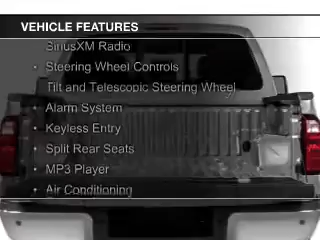 VEHICLE FEATURES
SiriusXM Radio
• Steering Wheel Controls
Tilt and Telescopic Steering Wheel
• Alarm System
• Keyless Entry
• Split Rear Seats
• MP3 Player
• Air Conditioning